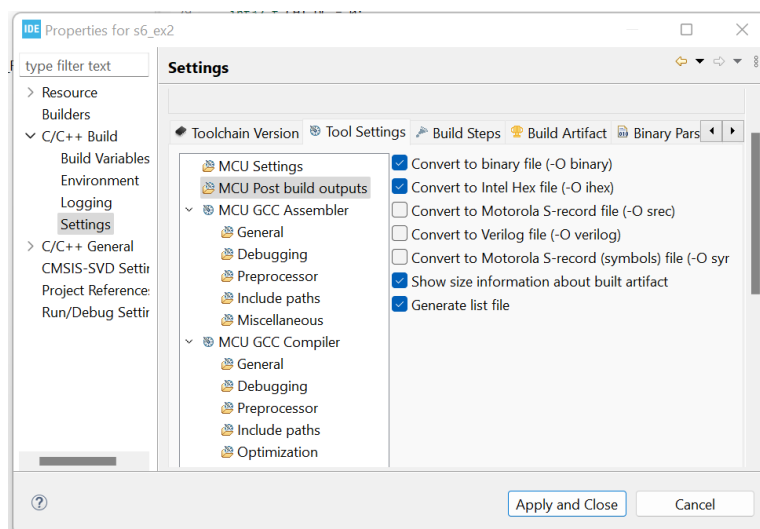 IDE Properties for s6_ex2
type filter text
Settings
Resource
Builders
C/C++ Build
Build Variables
Environment
Logging
Settings
C/C++ General
CMSIS-SVD Settir
Project Reference:
Run/Debug Settir
Toolchain Version Tool Settings Build Steps Build Artifact Binary Pars
MCU Settings
MCU Post build outputs
MCU GCC Assembler
General
Debugging
Preprocessor
Include paths
Miscellaneous
MCU GCC Compiler
General
Debugging
Preprocessor
Include paths
Optimization
Convert to binary file (-O binary)
Convert to Intel Hex file (-O ihex)
Convert to Motorola S-record file (-O srec)
Convert to Verilog file (-O verilog)
Convert to Motorola S-record (symbols) file (-O syr
Show size information about built artifact
Generate list file
Apply and Close Cancel